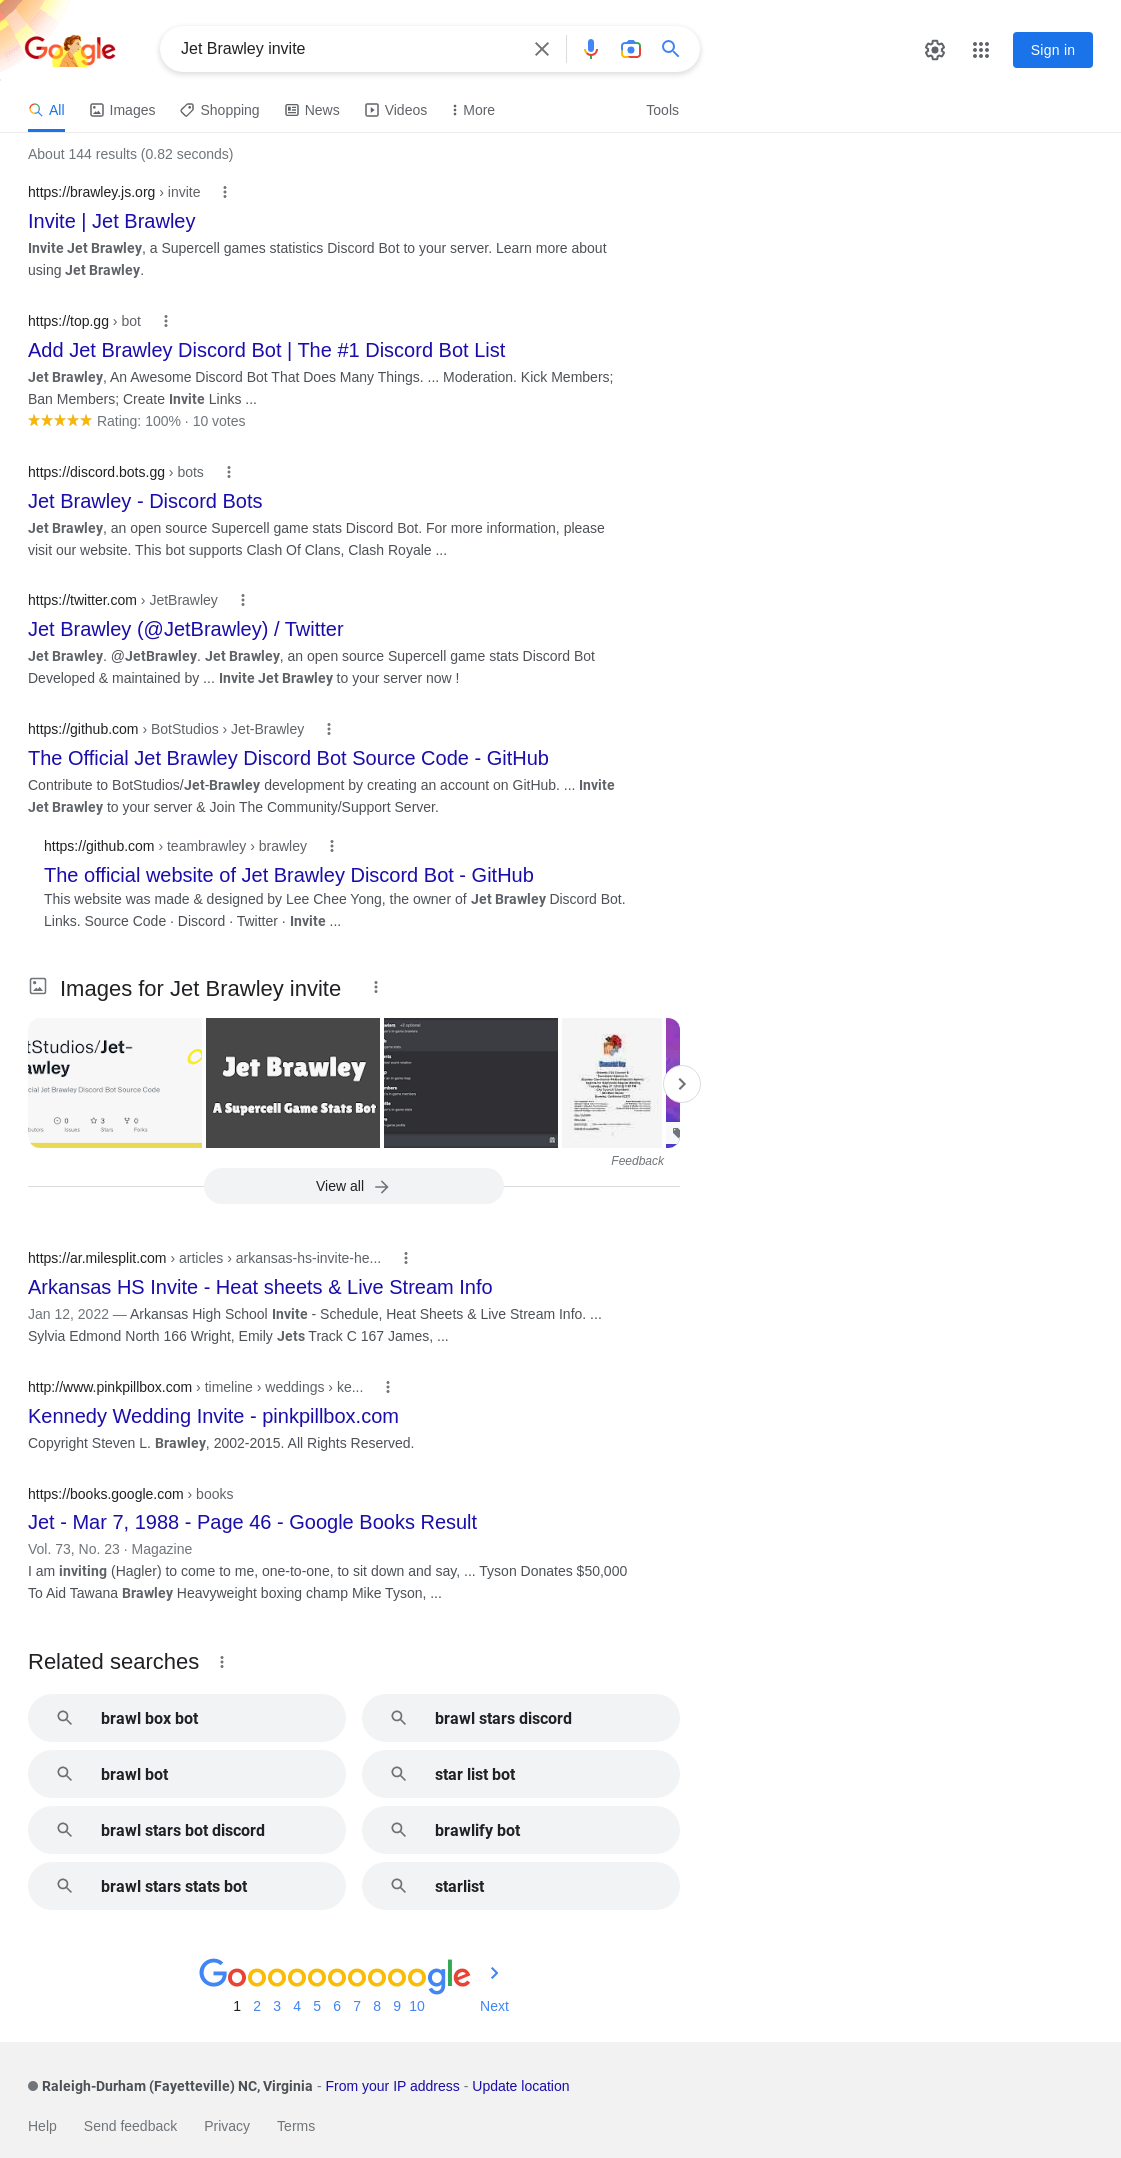 Google
Jet Brawley invite
Sign in
All Images Shopping News Videos More Tools
About 144 results (0.82 seconds)
https://brawley.js.org › invite
Invite | Jet Brawley
Invite Jet Brawley, a Supercell games statistics Discord Bot to your server. Learn more about
using Jet Brawley.
https://top.gg › bot
Add Jet Brawley Discord Bot | The #1 Discord Bot List
Jet Brawley, An Awesome Discord Bot That Does Many Things. ... Moderation. Kick Members;
Ban Members; Create Invite Links ...
Rating: 100% · 10 votes
https://discord.bots.gg › bots
Jet Brawley - Discord Bots
Jet Brawley, an open source Supercell game stats Discord Bot. For more information, please
visit our website. This bot supports Clash Of Clans, Clash Royale ...
https://twitter.com › JetBrawley
Jet Brawley (@JetBrawley) / Twitter
Jet Brawley. @JetBrawley. Jet Brawley, an open source Supercell game stats Discord Bot
Developed & maintained by ... Invite Jet Brawley to your server now !
https://github.com › BotStudios › Jet-Brawley
The Official Jet Brawley Discord Bot Source Code - GitHub
Contribute to BotStudios/Jet-Brawley development by creating an account on GitHub. ... Invite
Jet Brawley to your server & Join The Community/Support Server.
https://github.com › teambrawley › brawley
The official website of Jet Brawley Discord Bot - GitHub
This website was made & designed by Lee Chee Yong, the owner of Jet Brawley Discord Bot.
Links. Source Code · Discord · Twitter · Invite ...
Images for Jet Brawley invite
tStudios/Jet-
awley
cial Jet Brawley Discord Bot Source Code
0 3 0
Issues Stars Forks
Jet Brawley
A Supercell Game Stats Bot
Feedback
View all
https://ar.milesplit.com › articles › arkansas-hs-invite-he...
Arkansas HS Invite - Heat sheets & Live Stream Info
Jan 12, 2022 — Arkansas High School Invite - Schedule, Heat Sheets & Live Stream Info. ...
Sylvia Edmond North 166 Wright, Emily Jets Track C 167 James, ...
http://www.pinkpillbox.com › timeline › weddings › ke...
Kennedy Wedding Invite - pinkpillbox.com
Copyright Steven L. Brawley, 2002-2015. All Rights Reserved.
https://books.google.com › books
Jet - Mar 7, 1988 - Page 46 - Google Books Result
Vol. 73, No. 23 · Magazine
I am inviting (Hagler) to come to me, one-to-one, to sit down and say, ... Tyson Donates $50,000
To Aid Tawana Brawley Heavyweight boxing champ Mike Tyson, ...
Related searches
brawl box bot brawl stars discord
brawl bot star list bot
brawl stars bot discord brawlify bot
brawl stars stats bot starlist
Goooooooooogle
1 2 3 4 5 6 7 8 9 10 Next
Raleigh-Durham (Fayetteville) NC, Virginia - From your IP address - Update location
Help Send feedback Privacy Terms